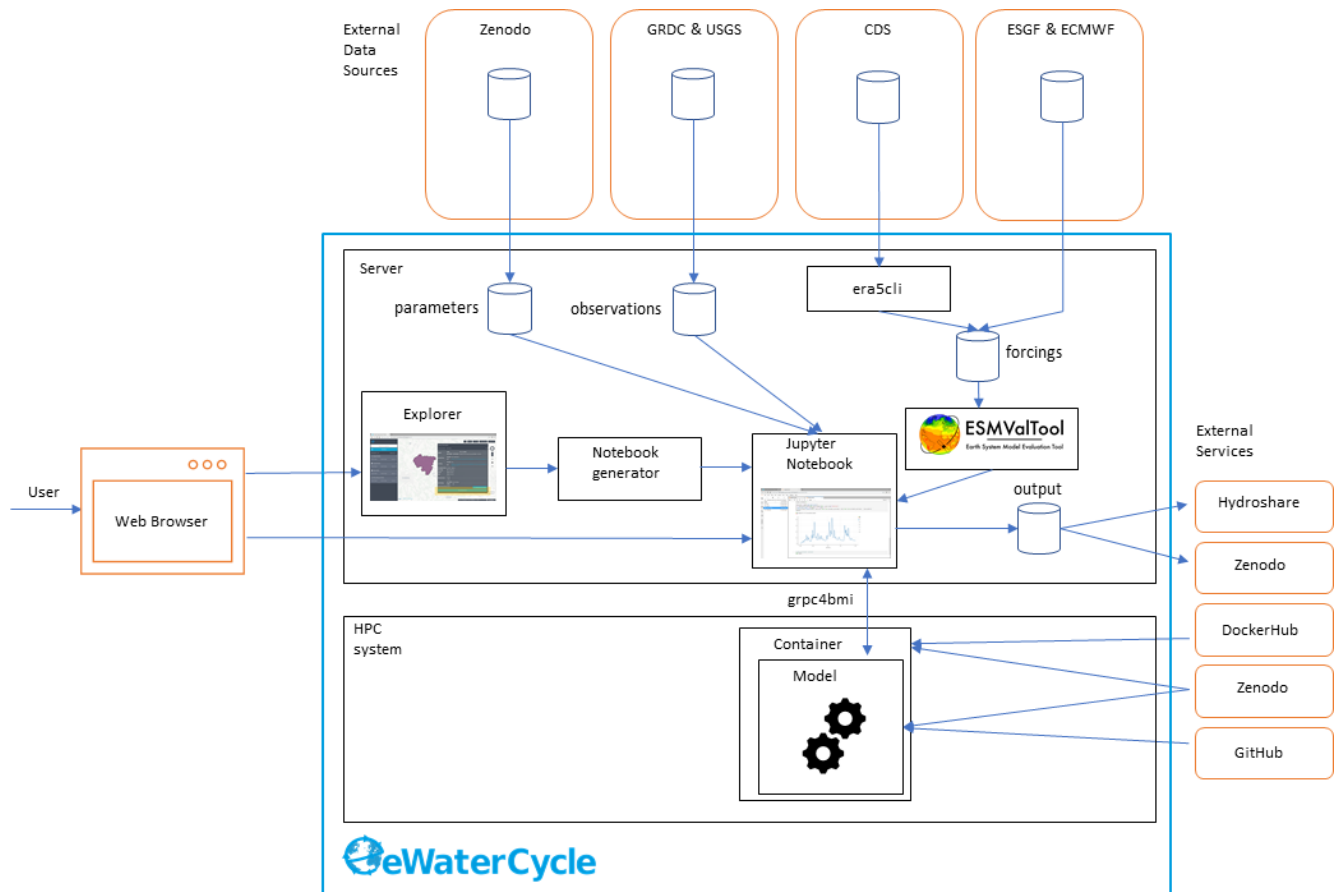 External
Data
Sources
Zenodo
GRDC & USGS
CDS
ESGF & ECMWF
Server
era5cli
parameters
observations
forcings
Explorer
ESMValTool
Earth System Model Evaluation Tool
Notebook
generator
Jupyter
Notebook
output
External
Services
User
Web Browser
Hydroshare
Zenodo
grpc4bmi
HPC
system
Container
Model
DockerHub
Zenodo
GitHub
eWaterCycle